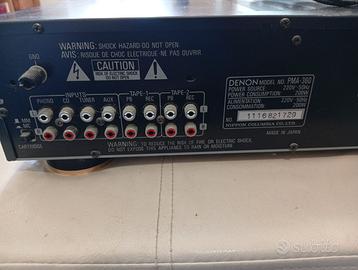 WARNING: SHOCK HAZARD DO NOT OPEN.
AVIS: RISQUE DE CHOC ELECTRIQUE-NE PAS OUVRIR.
GND
CAUTION
RISK OF ELECTRIC SHOCK
DO NOT OPEN
INPUTS
TAPE-1
TAPE-2
PHONO
CD
TUNER
AUX
PB
REC
PB
REC
MM
MC
CARTRIDGE
WARNING: TO REDUCE THE RISK OF FIRE OR ELECTRIC SHOCK,
DO NOT EXPOSE THIS APPLIANCE TO RAIN OR MOISTURE.
DENON MODEL NO. PMA-360
POWER SOURCE 220V~50Hz
POWER CONSUMPTION 200W
ALIMENTATION 220V~50Hz
CONSOMMATION 200W
NO. 1116821729
NIPPON COLUMBIA CO., LTD.
MADE IN JAPAN
subito